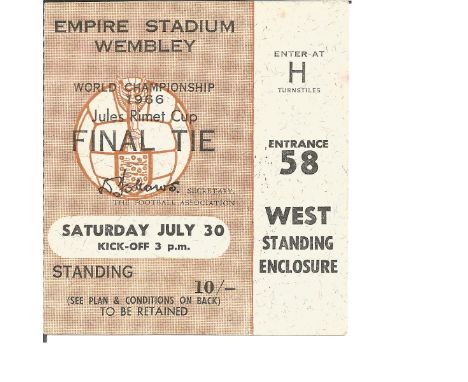 EMPIRE STADIUM
WEMBLEY
WORLD CHAMPIONSHIP
1966
Jules Rimet Cup
FINAL TIE
SECRETARY,
THE FOOTBALL ASSOCIATION
SATURDAY JULY 30
KICK-OFF 3 p.m.
STANDING
10/-
(SEE PLAN & CONDITIONS ON BACK)
TO BE RETAINED
ENTER AT
H
TURNSTILES
ENTRANCE
58
WEST
STANDING
ENCLOSURE